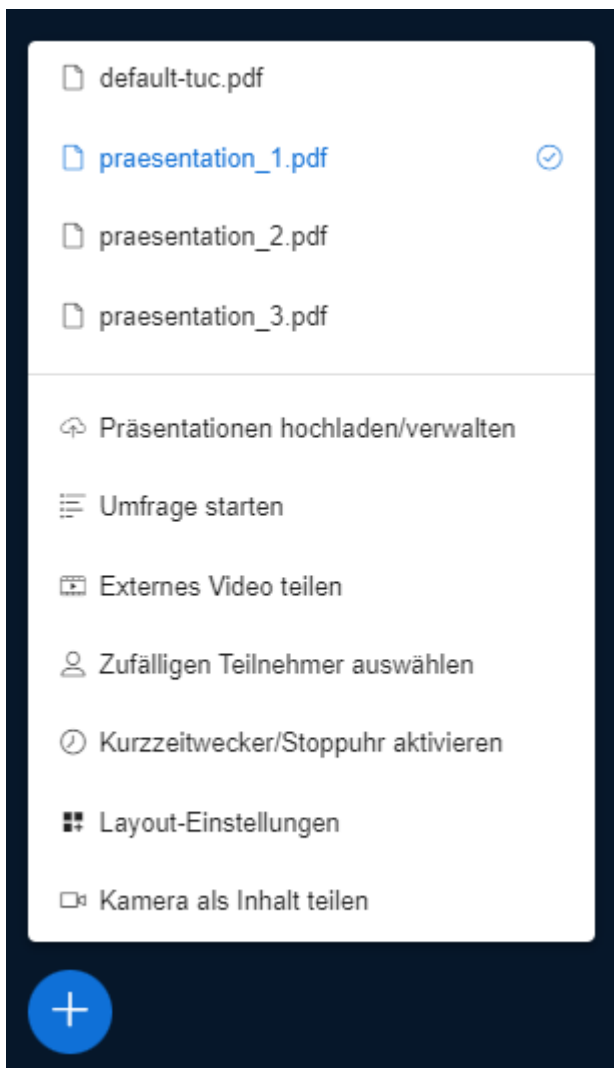 default-tuc.pdf
praesentation_1.pdf
praesentation_2.pdf
praesentation_3.pdf
Präsentationen hochladen/verwalten
Umfrage starten
Externes Video teilen
Zufälligen Teilnehmer auswählen
Kurzzeitwecker/Stoppuhr aktivieren
Layout-Einstellungen
Kamera als Inhalt teilen